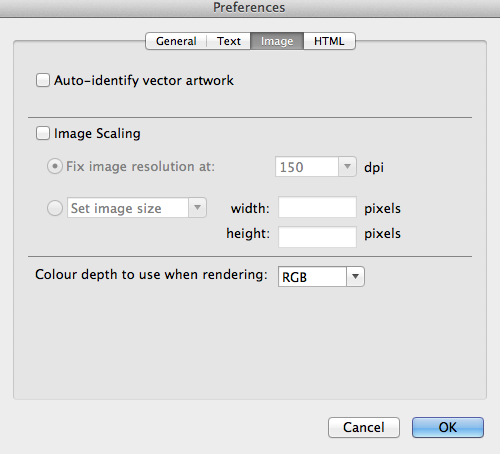 Preferences
General Text Image HTML
Auto-identify vector artwork
Image Scaling
Fix image resolution at: 150 dpi
Set image size width: pixels
height: pixels
Colour depth to use when rendering: RGB
Cancel OK